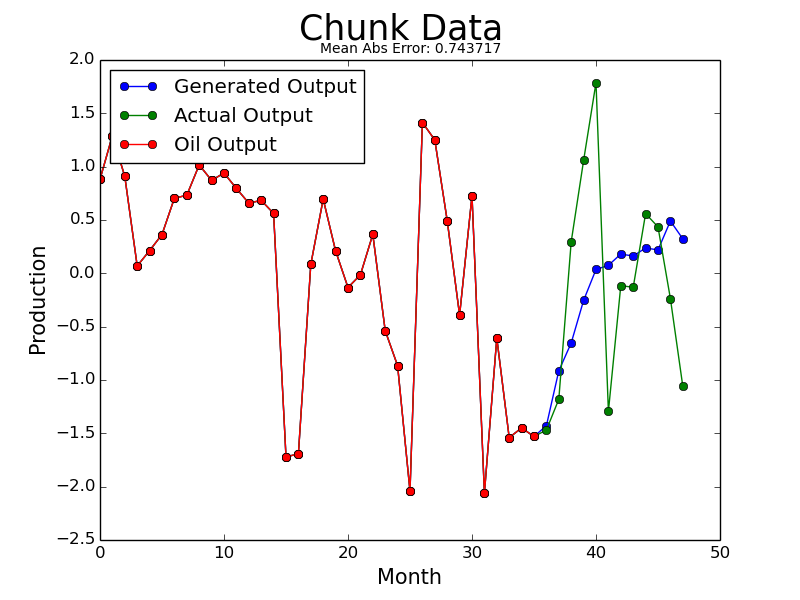 Chunk Data
Mean Abs Error: 0.743717
Generated Output
Actual Output
Oil Output
2.0
1.5
1.0
0.5
0.0
−0.5
−1.0
−1.5
−2.0
−2.5
Production
0 10 20 30 40 50
Month